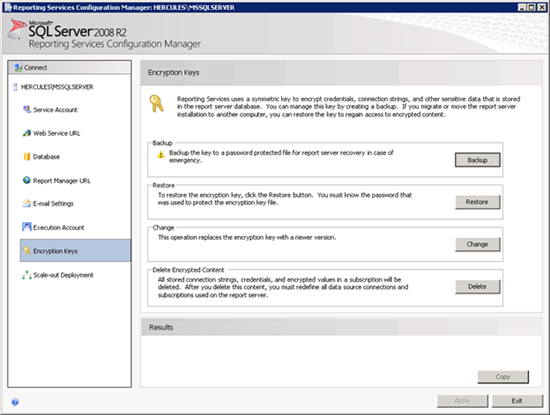 Reporting Services Configuration Manager: HERCULES\MSSQLSERVER
Microsoft
SQL Server 2008 R2
Reporting Services Configuration Manager
Connect
HERCULES\MSSQLSERVER
Service Account
Web Service URL
Database
Report Manager URL
E-mail Settings
Execution Account
Encryption Keys
Scale-out Deployment
Encryption Keys
Reporting Services uses a symmetric key to encrypt credentials, connection strings, and other sensitive data that is stored
in the report server database. You can manage this key by creating a backup. If you migrate or move the report server
installation to another computer, you can restore the key to regain access to encrypted content.
Backup
Backup the key to a password protected file for report server recovery in case of
emergency.
Backup
Restore
To restore the encryption key, click the Restore button. You must know the password that
was used to protect the encryption key file.
Restore
Change
This operation replaces the encryption key with a newer version.
Change
Delete Encrypted Content
All stored connection strings, credentials, and encrypted values in a subscription will be
deleted. After you delete this content, you must redefine all data source connections and
subscriptions used on the report server.
Delete
Results
Copy
Apply
Exit